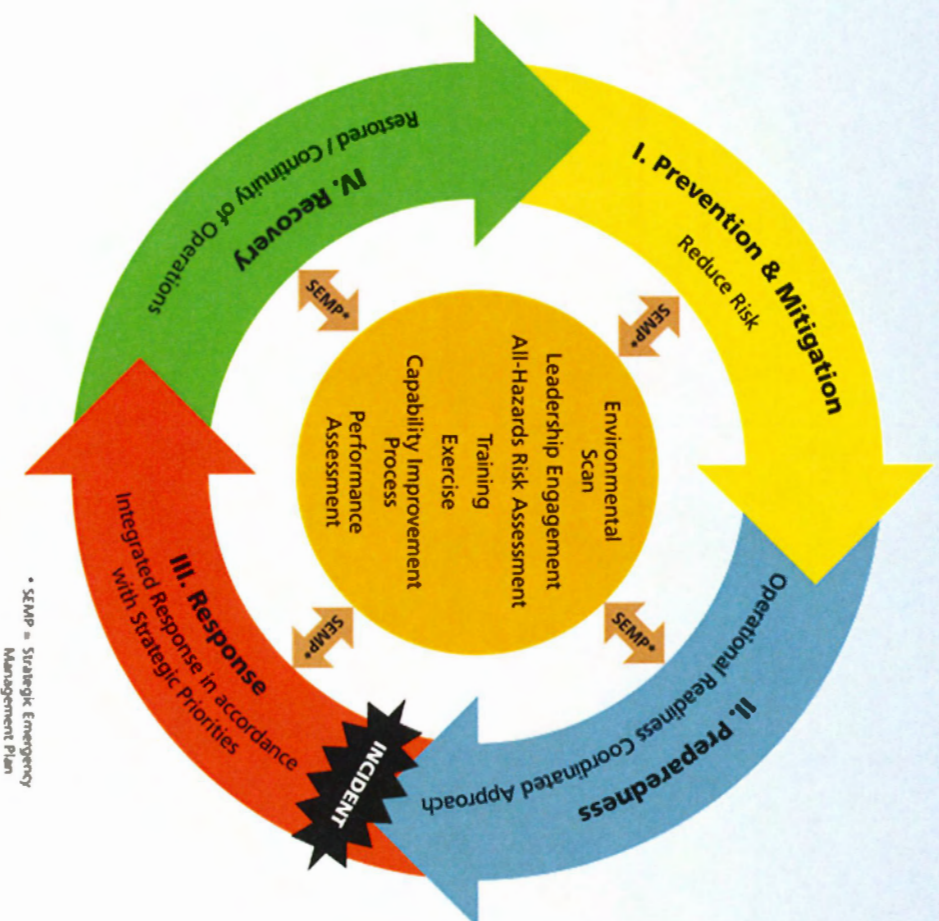 I. Prevention & Mitigation
Reduce Risk
II. Preparedness
Operational Readiness Coordinated Approach
INCIDENT
III. Response
Integrated Response in accordance
with Strategic Priorities
IV. Recovery
Restored / Continuity of Operations
SEMP*
SEMP*
SEMP*
SEMP*
Environmental
Scan
Leadership Engagement
All-Hazards Risk Assessment
Training
Exercise
Capability Improvement
Process
Performance
Assessment
* SEMP = Strategic Emergency
Management Plan